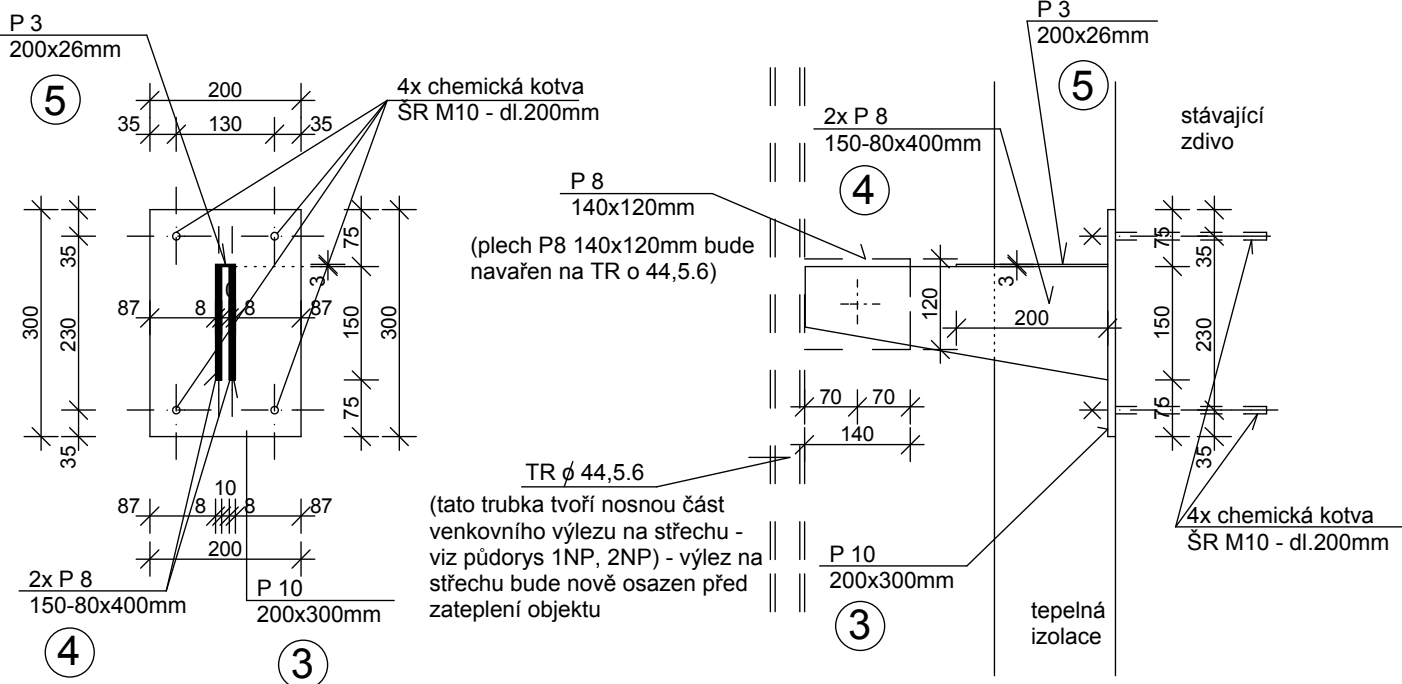 P 3
200x26mm
5
200
35
130
35
4x chemická kotva
ŠR M10 - dl.200mm
300
35
230
35
87
8
8
87
3
75
150
75
300
10
87
8
8
87
200
2x P 8
150-80x400mm
4
P 10
200x300mm
3
P 3
200x26mm
5
stávající
zdivo
2x P 8
150-80x400mm
4
P 8
140x120mm
(plech P8 140x120mm bude
navařen na TR o 44,5.6)
120
3
200
70
70
140
75
150
75
35
230
35
TR ø 44,5.6
(tato trubka tvoří nosnou část
venkovního výlezu na střechu -
viz půdorys 1NP, 2NP) - výlez na
střechu bude nově osazen před
zateplení objektu
P 10
200x300mm
3
4x chemická kotva
ŠR M10 - dl.200mm
tepelná
izolace